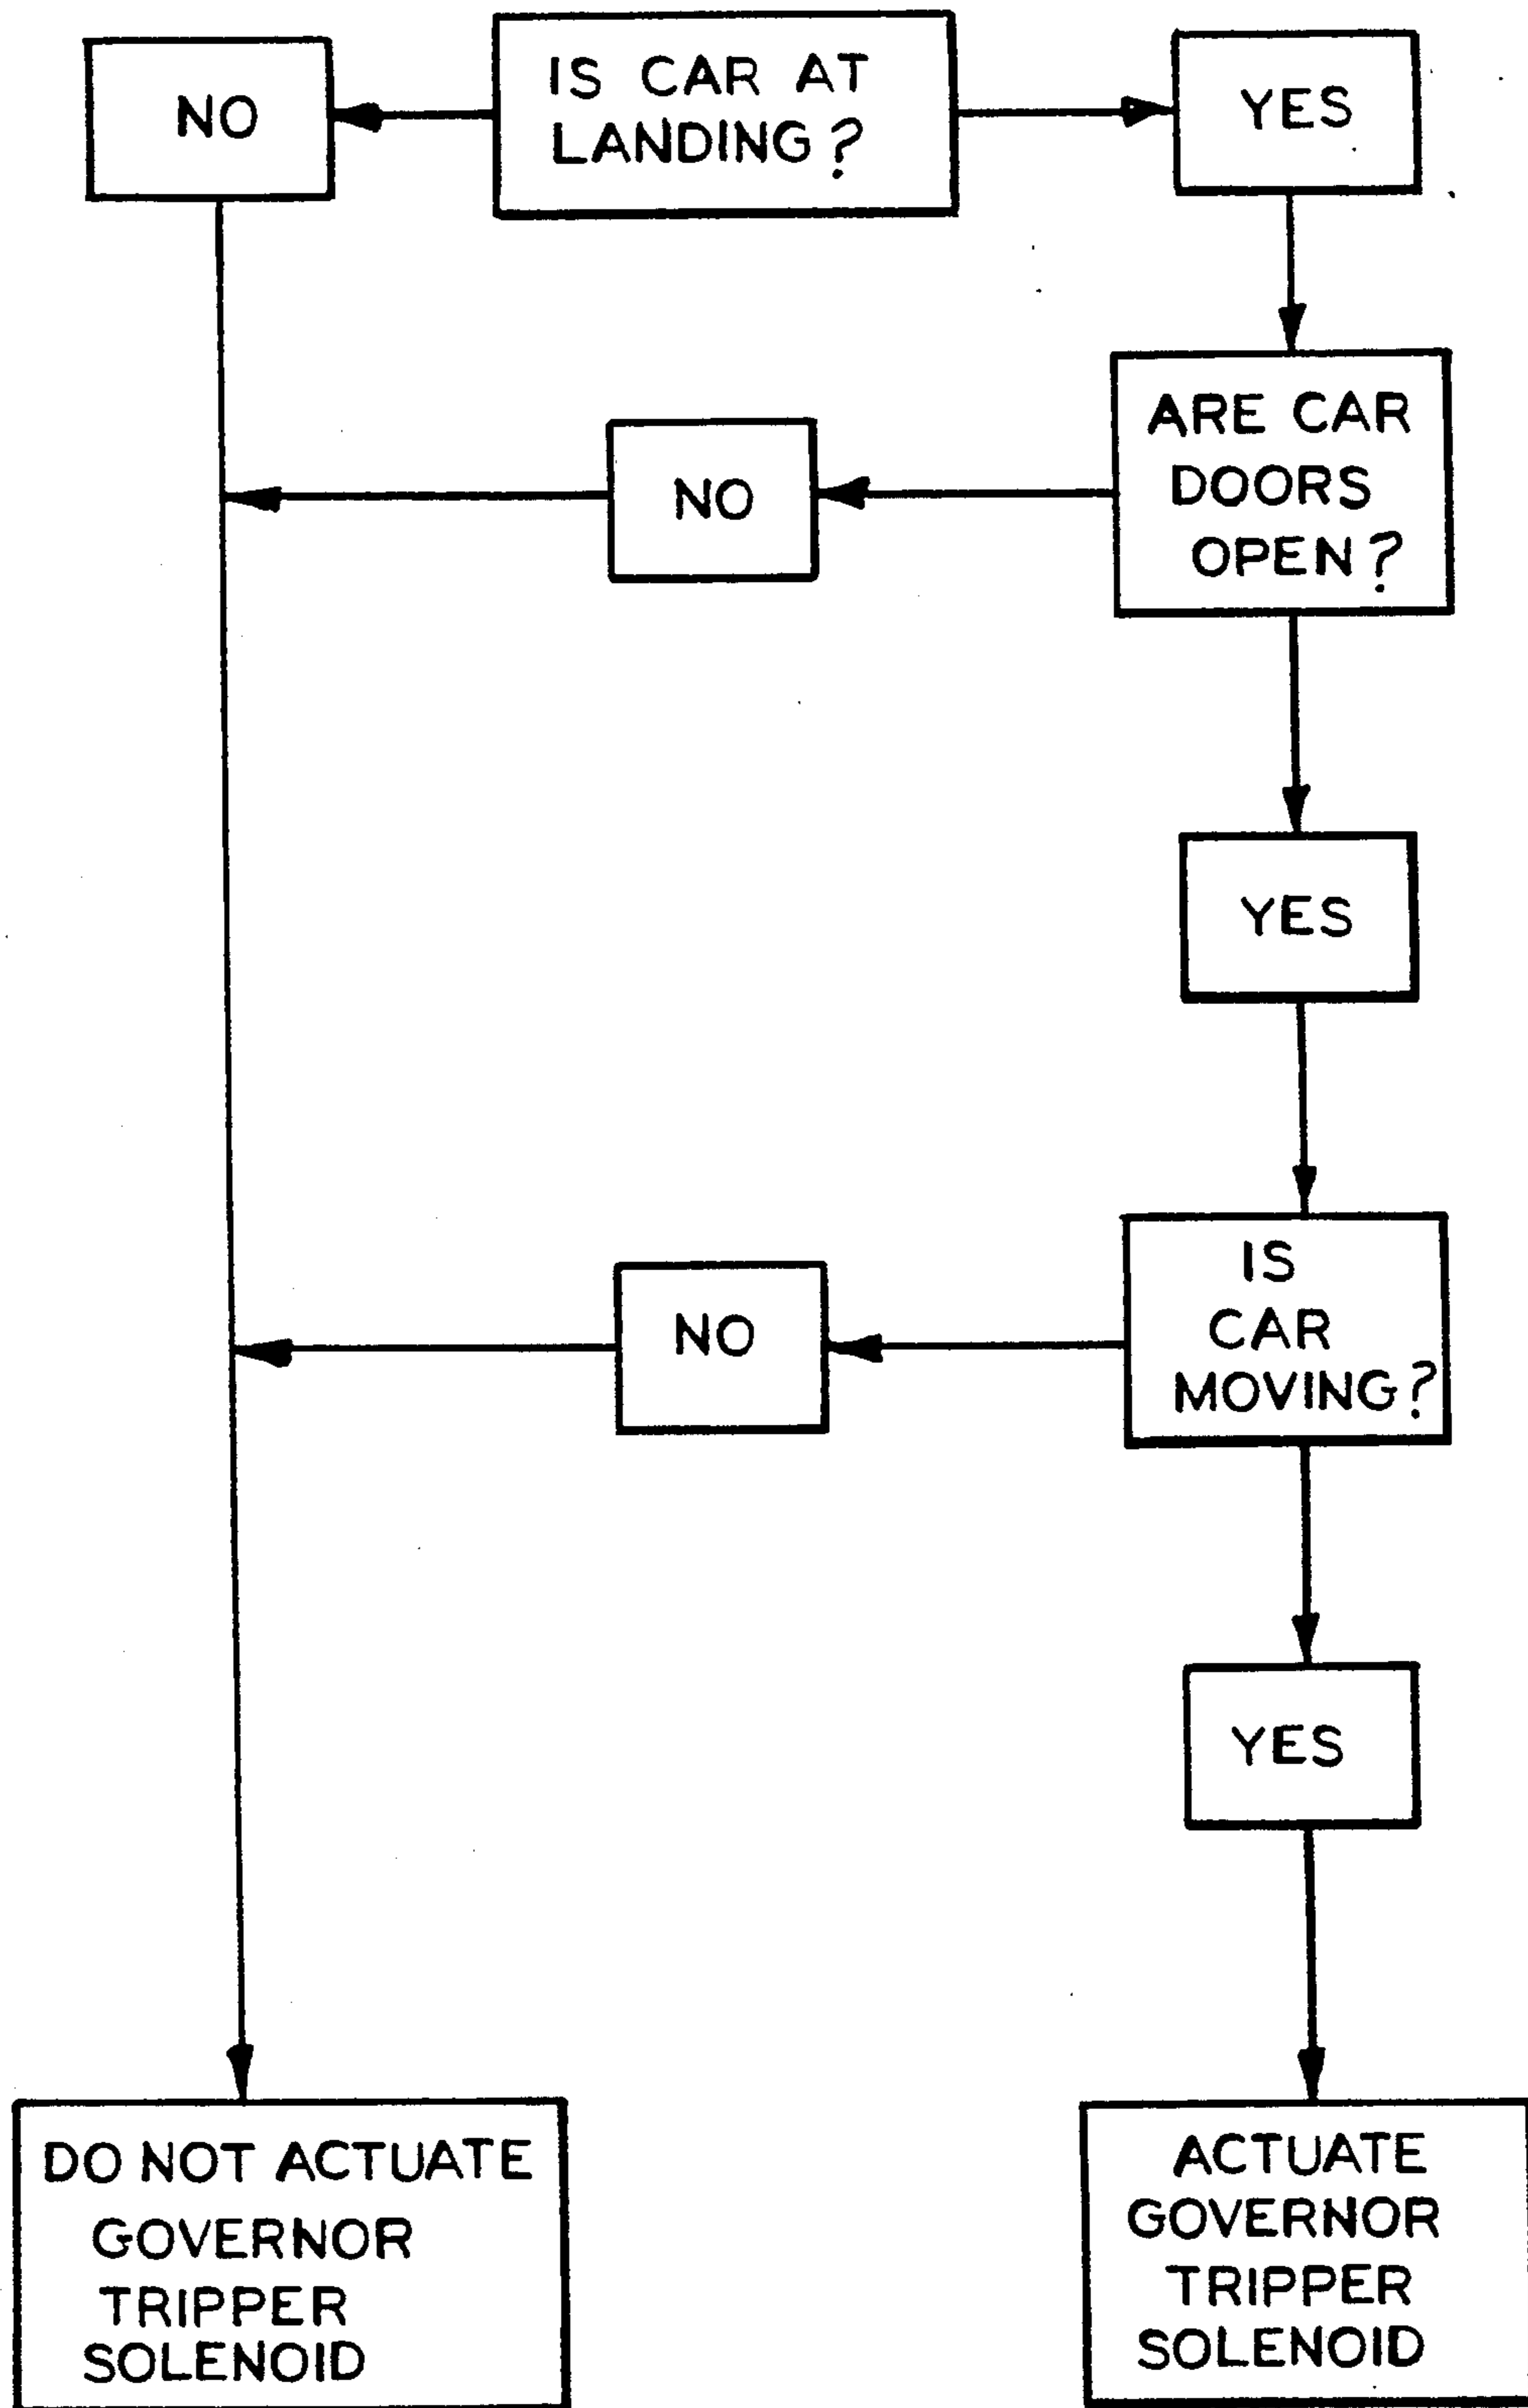 NO
IS CAR AT
LANDING?
YES
ARE CAR
DOORS
OPEN?
NO
YES
IS
CAR
MOVING?
NO
YES
DO NOT ACTUATE
GOVERNOR
TRIPPER
SOLENOID
ACTUATE
GOVERNOR
TRIPPER
SOLENOID